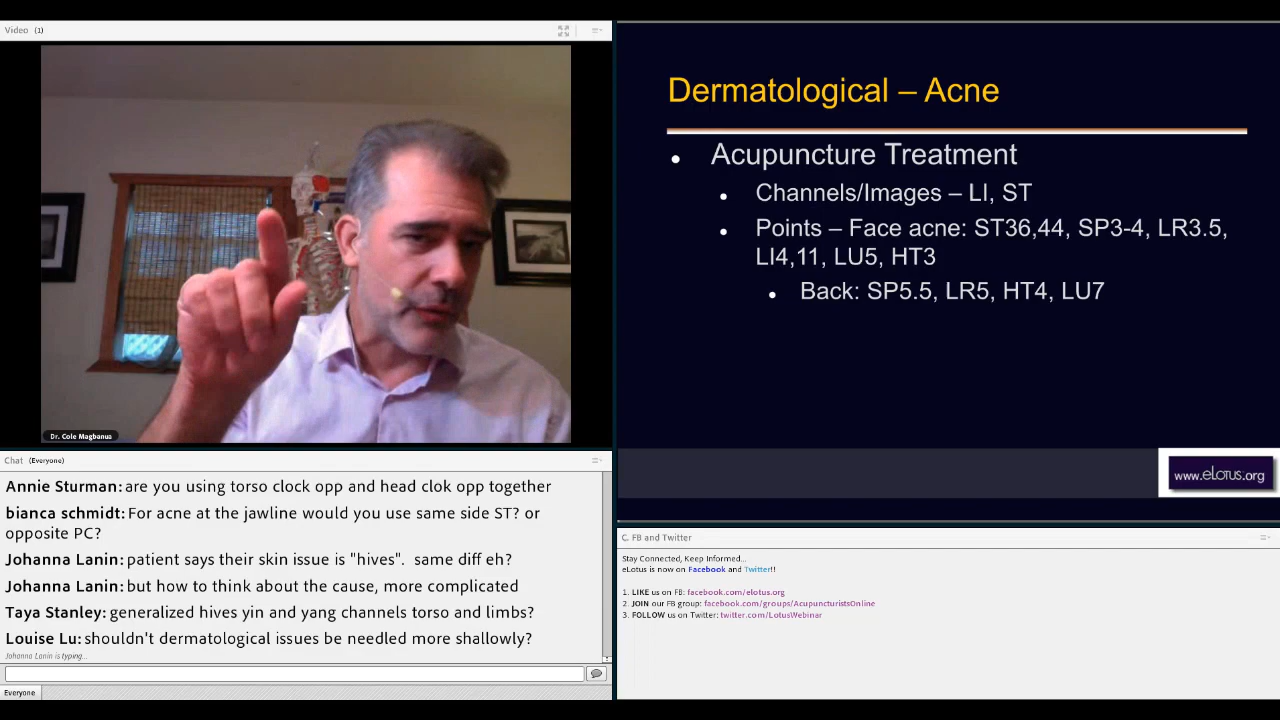 Video (1)
Dr. Cole Magbanua
Dermatological – Acne
Acupuncture Treatment
Channels/Images – LI, ST
Points – Face acne: ST36,44, SP3-4, LR3.5,
LI4,11, LU5, HT3
Back: SP5.5, LR5, HT4, LU7
www.eLotus.org
Chat (Everyone)
Annie Sturman: are you using torso clock opp and head clok opp together
bianca schmidt: For acne at the jawline would you use same side ST? or
opposite PC?
Johanna Lanin: patient says their skin issue is "hives". same diff eh?
Johanna Lanin: but how to think about the cause, more complicated
Taya Stanley: generalized hives yin and yang channels torso and limbs?
Louise Lu: shouldn't dermatological issues be needled more shallowly?
Johanna Lanin is typing...
Everyone
C. FB and Twitter
Stay Connected, Keep Informed...
eLotus is now on Facebook and Twitter!!
1. LIKE us on FB: facebook.com/elotus.org
2. JOIN our FB group: facebook.com/groups/AcupuncturistsOnline
3. FOLLOW us on Twitter: twitter.com/LotusWebinar